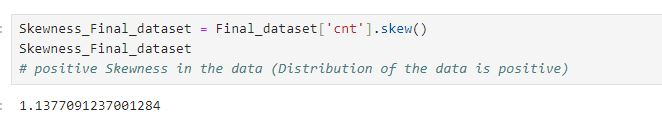 Skewness_Final_dataset = Final_dataset['cnt'].skew()
Skewness_Final_dataset
# positive Skewness in the data (Distribution of the data is positive)
1.1377091237001284